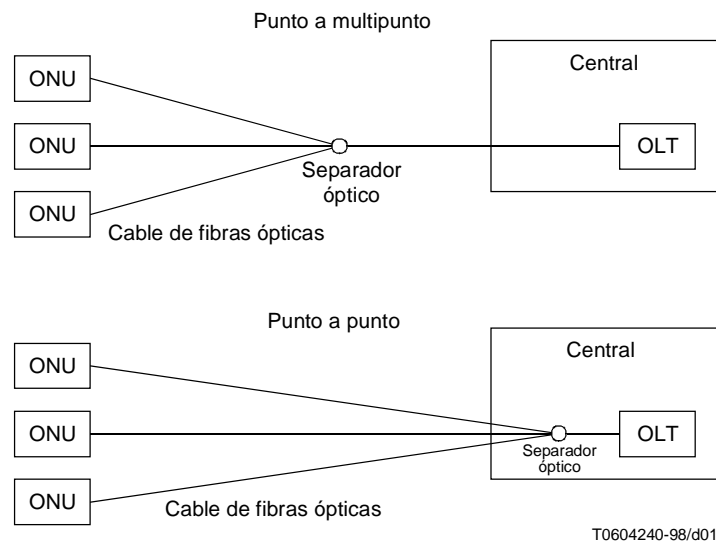 Punto a multipunto
Central
ONU
ONU
OLT
Separador
óptico
ONU
Cable de fibras ópticas
Punto a punto
Central
ONU
ONU
OLT
Separador
óptico
ONU
Cable de fibras ópticas
T0604240-98/d01